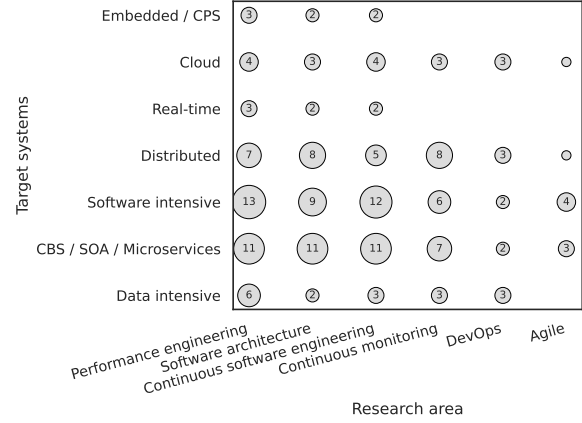 Embedded / CPS 3 2 2
Cloud 4 3 4 3 3
Real-time 3 2 2
Distributed 7 8 5 8 3
Software intensive 13 9 12 6 2 4
CBS / SOA / Microservices 11 11 11 7 2 3
Data intensive 6 2 3 3 3
Target systems
Performance engineering
Software architecture
Continuous software engineering
Continuous monitoring
DevOps
Agile
Research area